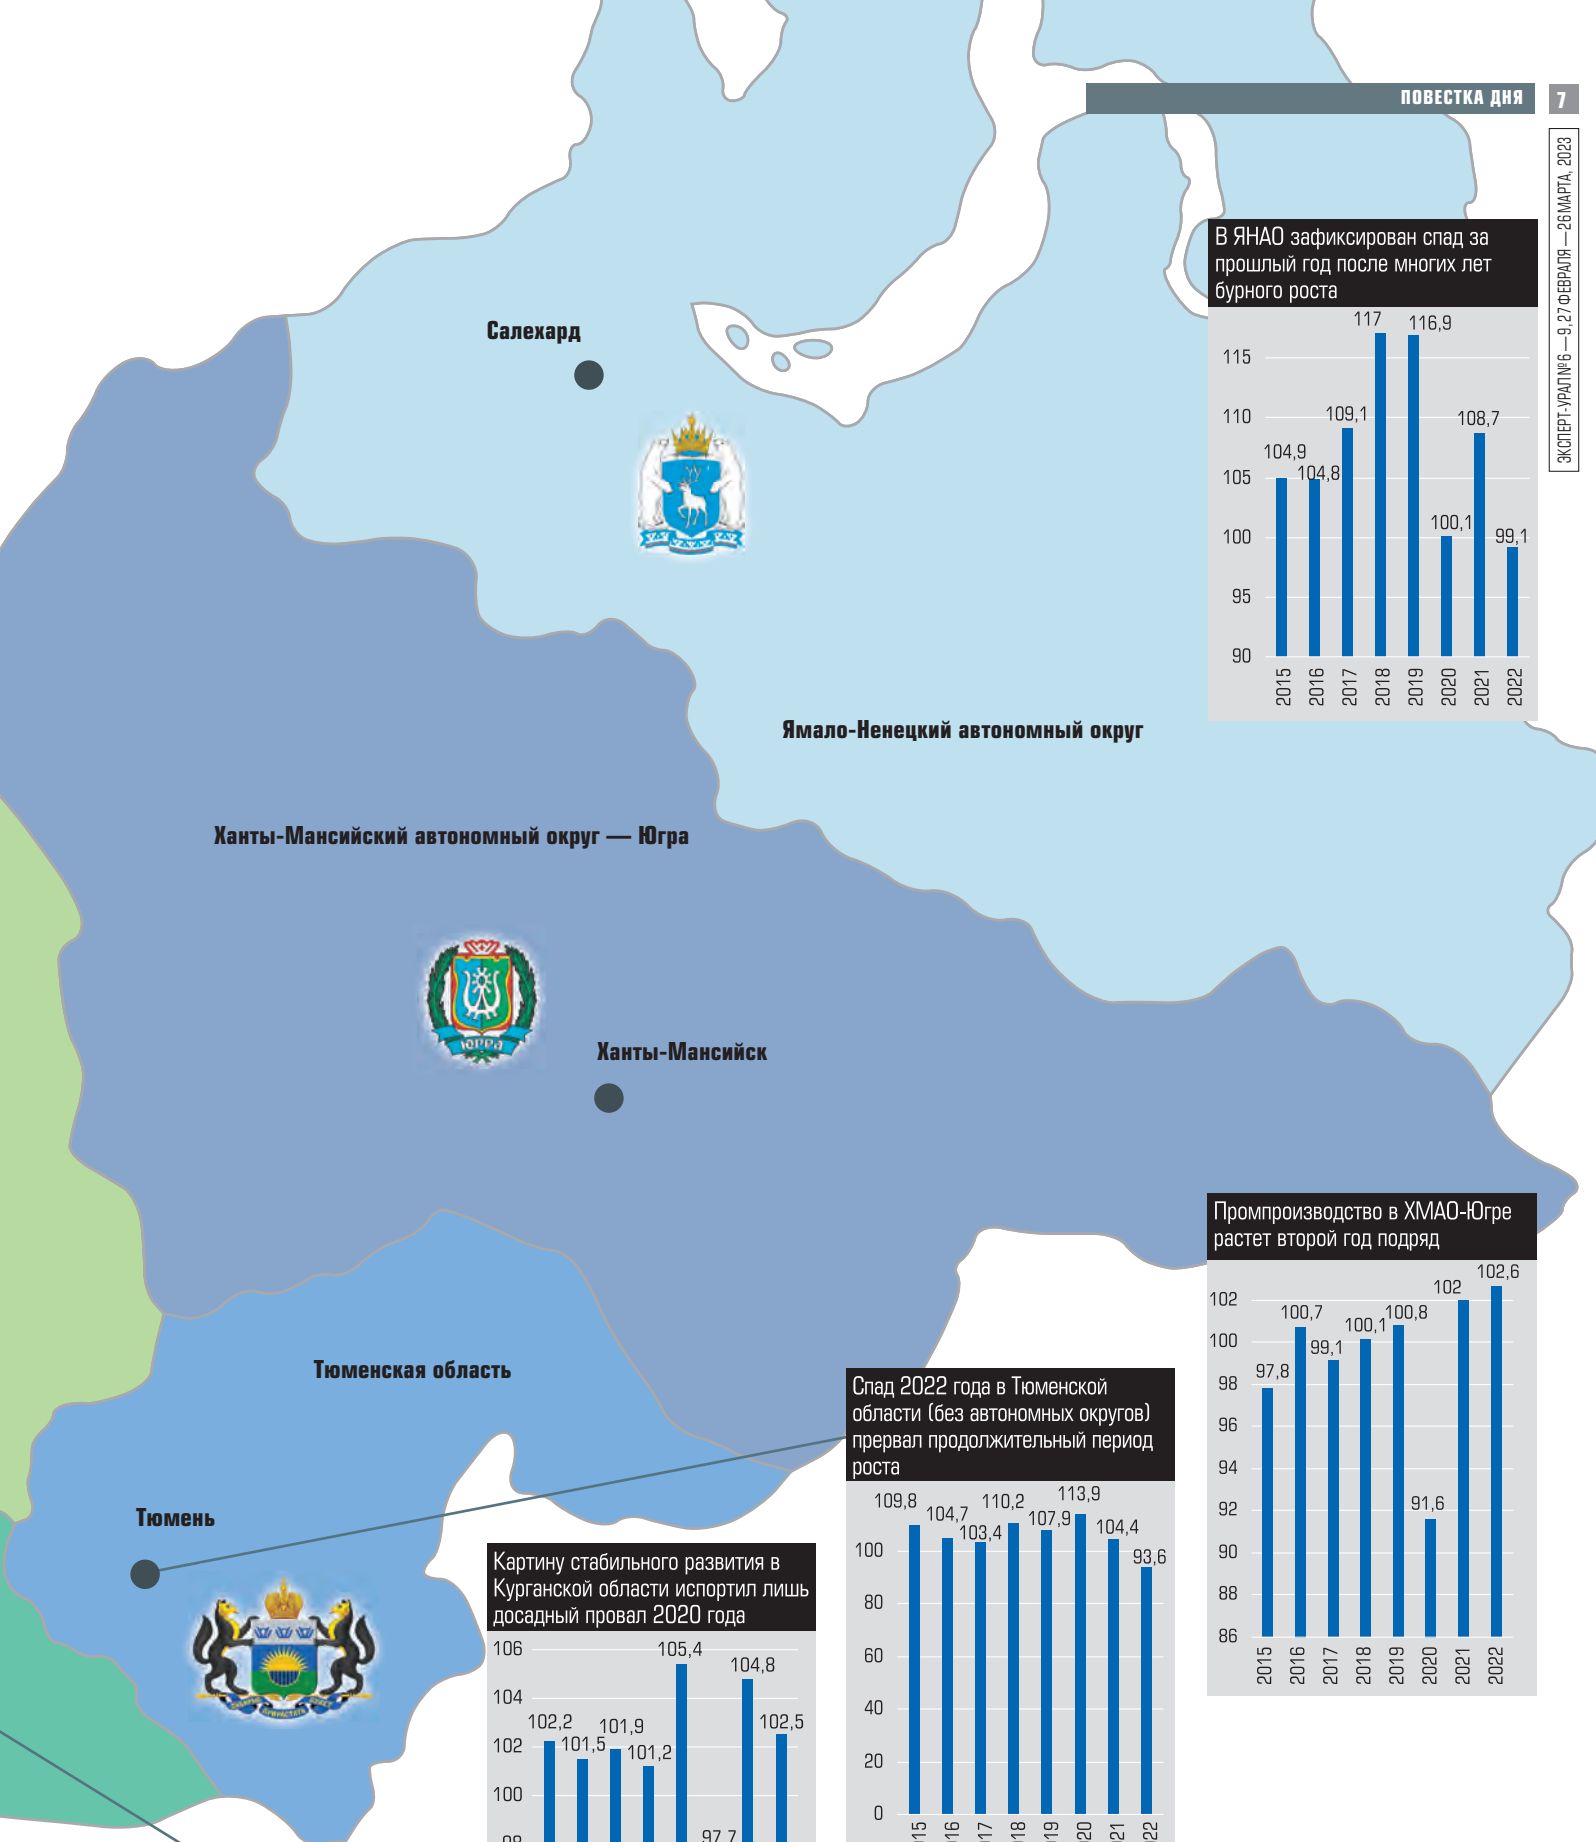 ПОВЕСТКА ДНЯ
7
ЭКСПЕРТ-УРАЛ №6 — 9, 27 ФЕВРАЛЯ — 26 МАРТА, 2023
В ЯНАО зафиксирован спад за
прошлый год после многих лет
бурного роста
117
116,9
115
110
109,1
108,7
104,9
105
104,8
100,1
100
99,1
95
90
2015 2016 2017 2018 2019 2020 2021 2022
Салехард
Ямало-Ненецкий автономный округ
Ханты-Мансийский автономный округ — Югра
ЮГРА
Ханты-Мансийск
Промпроизводство в ХМАО-Югре
растет второй год подряд
102,6
102
102
100,7
100,8
100,1
100
99,1
97,8
98
96
94
92
91,6
90
88
86
2015 2016 2017 2018 2019 2020 2021 2022
Тюменская область
Тюмень
Спад 2022 года в Тюменской
области (без автономных округов)
прервал продолжительный период
роста
109,8
104,7
103,4
110,2
107,9
113,9
104,4
93,6
100
80
60
40
20
0
Картину стабильного развития в
Курганской области испортил лишь
досадный провал 2020 года
106
105,4
104,8
104
102,2
101,5
101,9
101,2
102,5
102
100
97,7
98